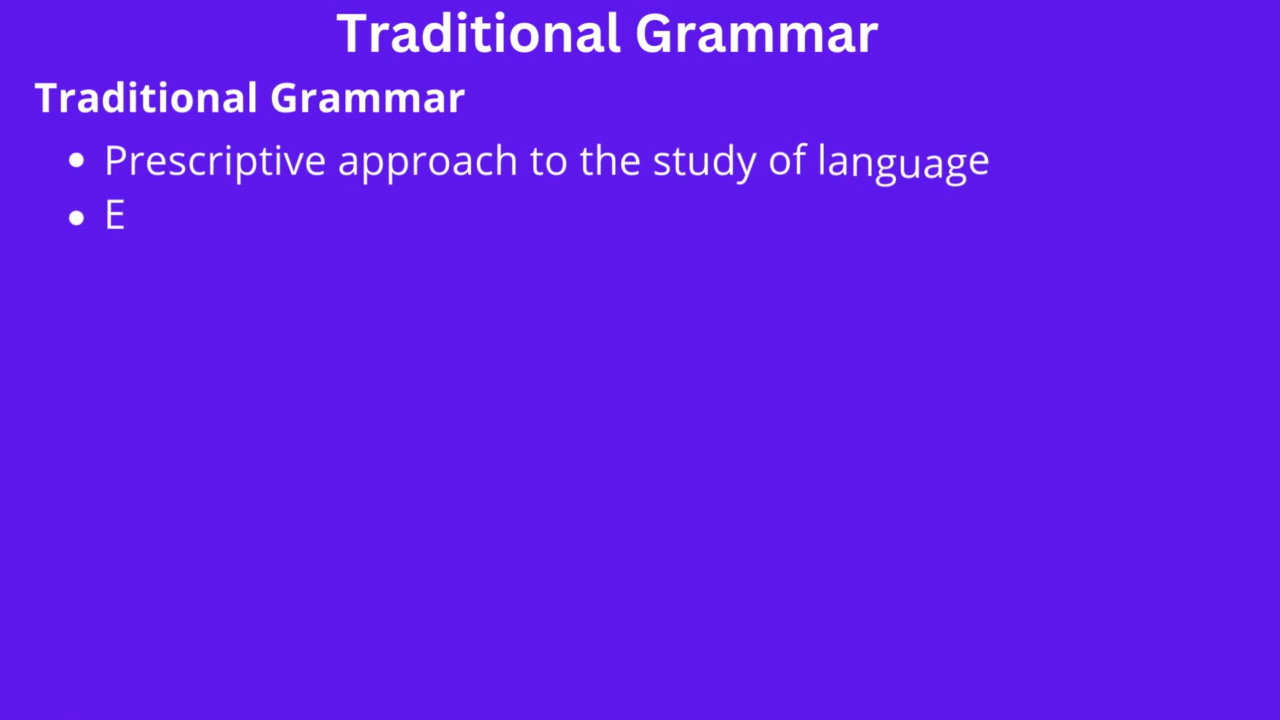 Traditional Grammar
Traditional Grammar
• Prescriptive approach to the study of language
• E